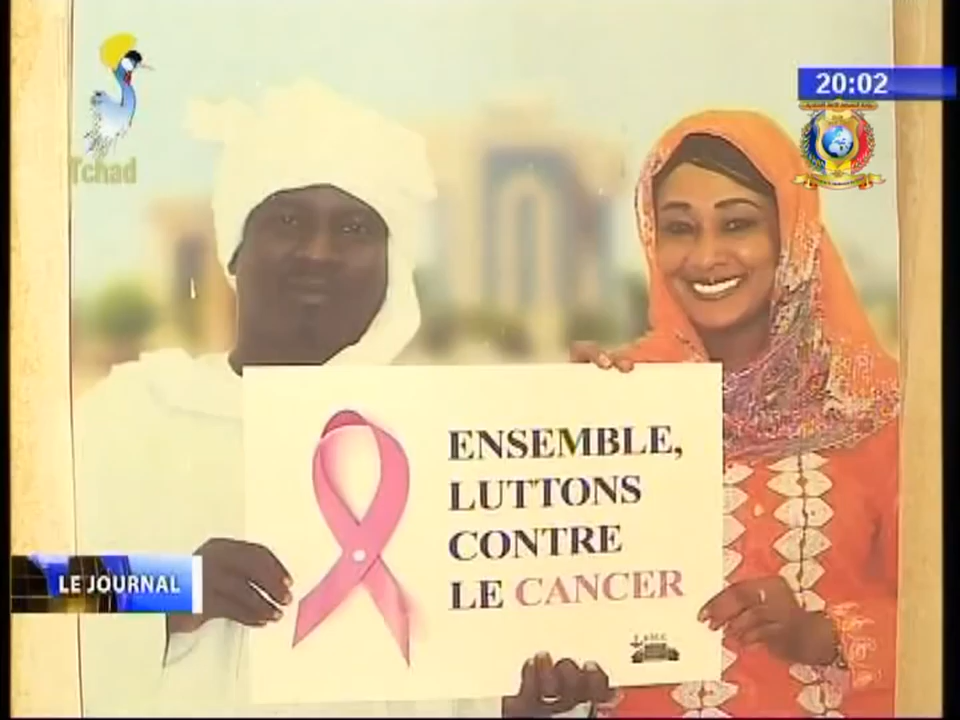 20:02
Tchad
ENSEMBLE,
LUTTONS
CONTRE
LE CANCER
LE JOURNAL